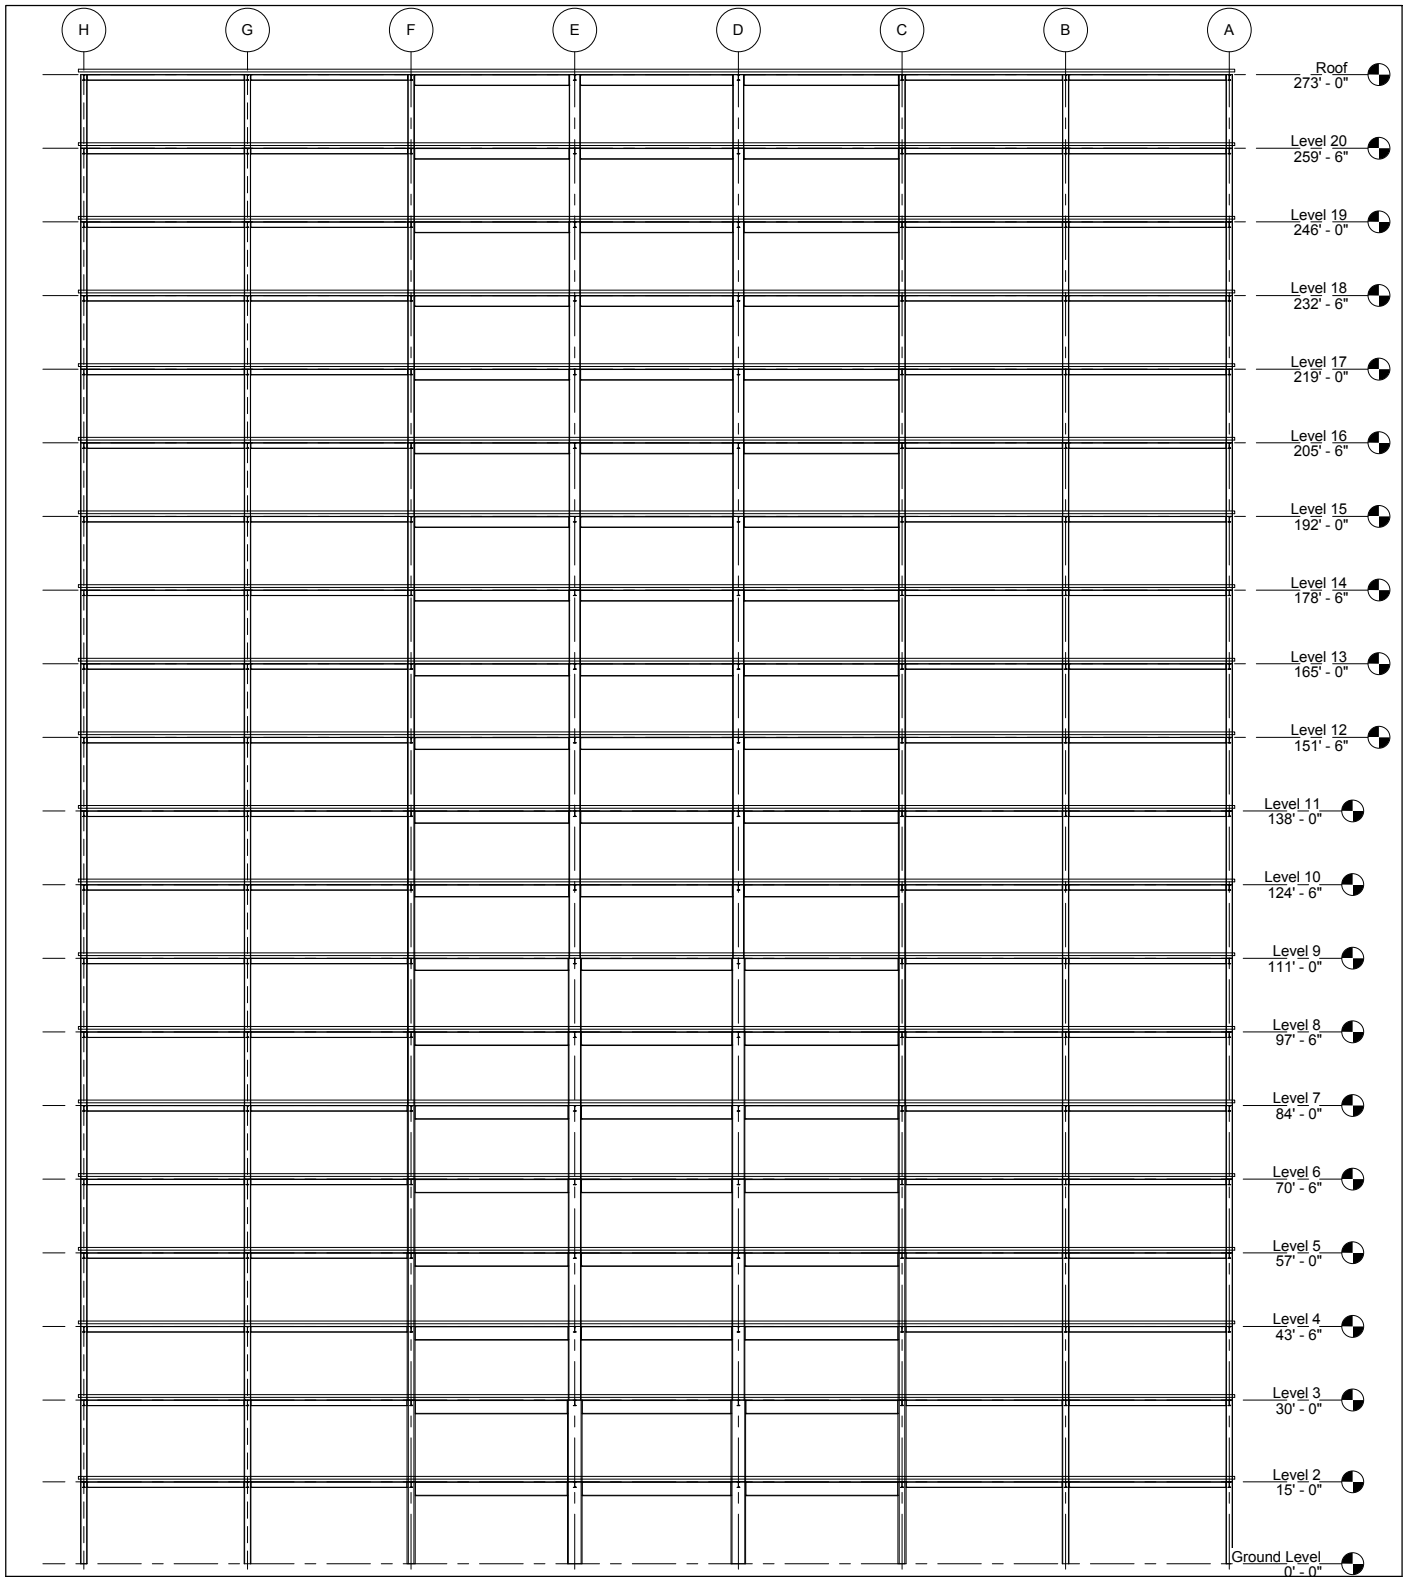 H G F E D C B A
Roof
273' - 0"
Level 20
259' - 6"
Level 19
246' - 0"
Level 18
232' - 6"
Level 17
219' - 0"
Level 16
205' - 6"
Level 15
192' - 0"
Level 14
178' - 6"
Level 13
165' - 0"
Level 12
151' - 6"
Level 11
138' - 0"
Level 10
124' - 6"
Level 9
111' - 0"
Level 8
97' - 6"
Level 7
84' - 0"
Level 6
70' - 6"
Level 5
57' - 0"
Level 4
43' - 6"
Level 3
30' - 0"
Level 2
15' - 0"
Ground Level
0' - 0"